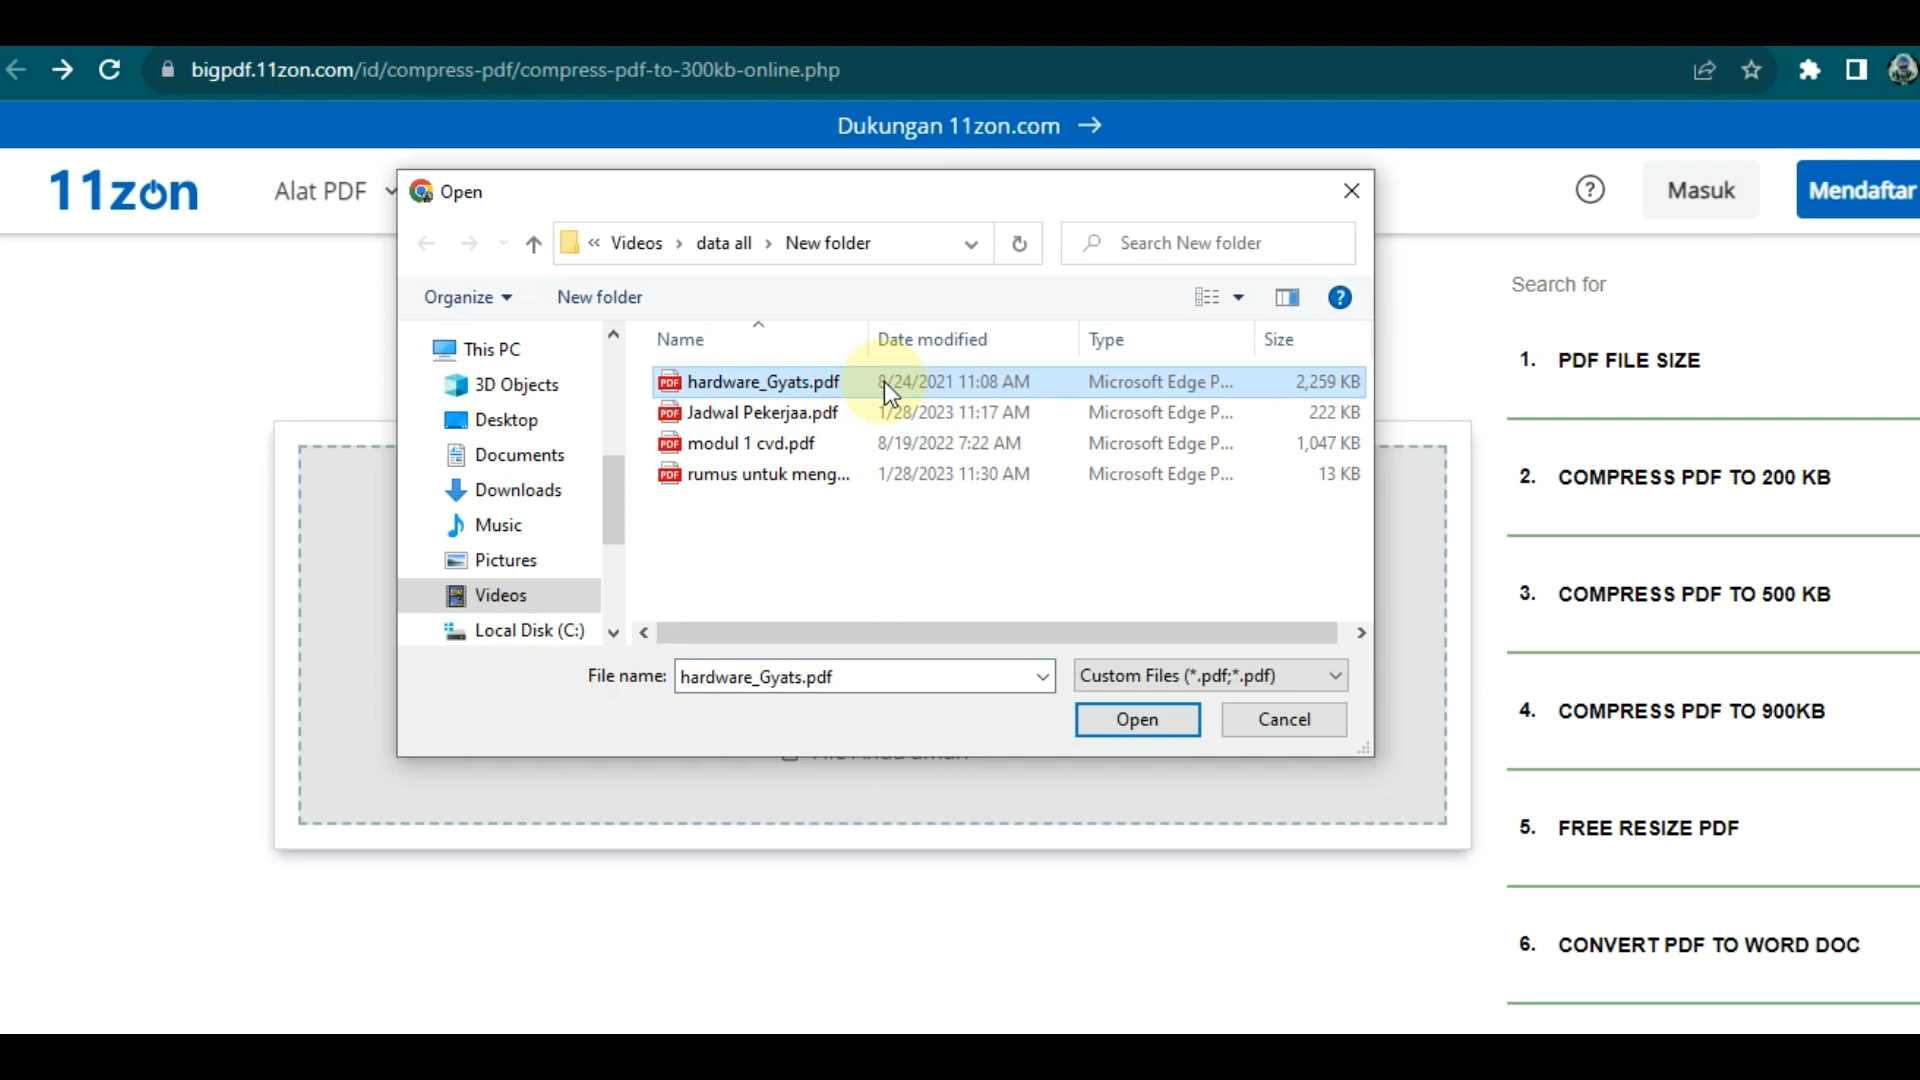 bigpdf.11zon.com/id/compress-pdf/compress-pdf-to-300kb-online.php
Dukungan 11zon.com →
11zon
Alat PDF
Masuk
Mendaftar
Open
« Videos › data all › New folder
Search New folder
Organize
New folder
This PC
3D Objects
Desktop
Documents
Downloads
Music
Pictures
Videos
Local Disk (C:)
Name Date modified Type Size
hardware_Gyats.pdf 8/24/2021 11:08 AM Microsoft Edge P... 2,259 KB
Jadwal Pekerjaa.pdf 1/28/2023 11:17 AM Microsoft Edge P... 222 KB
modul 1 cvd.pdf 8/19/2022 7:22 AM Microsoft Edge P... 1,047 KB
rumus untuk meng... 1/28/2023 11:30 AM Microsoft Edge P... 13 KB
File name: hardware_Gyats.pdf
Custom Files (*.pdf;*.pdf)
Open
Cancel
Search for
1. PDF FILE SIZE
2. COMPRESS PDF TO 200 KB
3. COMPRESS PDF TO 500 KB
4. COMPRESS PDF TO 900KB
5. FREE RESIZE PDF
6. CONVERT PDF TO WORD DOC